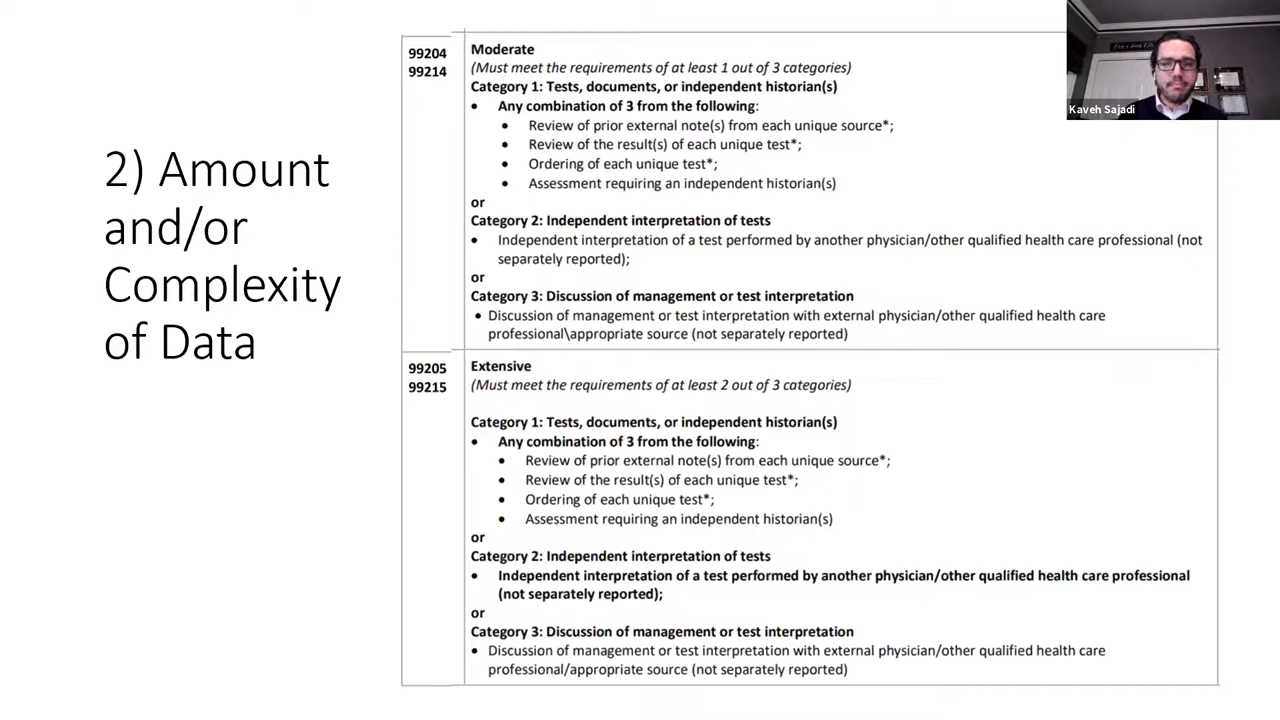 2) Amount
and/or
Complexity
of Data
99204
99214
Moderate
(Must meet the requirements of at least 1 out of 3 categories)
Category 1: Tests, documents, or independent historian(s)
• Any combination of 3 from the following:
• Review of prior external note(s) from each unique source*;
• Review of the result(s) of each unique test*;
• Ordering of each unique test*;
• Assessment requiring an independent historian(s)
or
Category 2: Independent interpretation of tests
• Independent interpretation of a test performed by another physician/other qualified health care professional (not
separately reported);
or
Category 3: Discussion of management or test interpretation
• Discussion of management or test interpretation with external physician/other qualified health care
professional\appropriate source (not separately reported)
99205
99215
Extensive
(Must meet the requirements of at least 2 out of 3 categories)
Category 1: Tests, documents, or independent historian(s)
• Any combination of 3 from the following:
• Review of prior external note(s) from each unique source*;
• Review of the result(s) of each unique test*;
• Ordering of each unique test*;
• Assessment requiring an independent historian(s)
or
Category 2: Independent interpretation of tests
• Independent interpretation of a test performed by another physician/other qualified health care professional
(not separately reported);
or
Category 3: Discussion of management or test interpretation
• Discussion of management or test interpretation with external physician/other qualified health care
professional/appropriate source (not separately reported)
Kaveh Sajadi